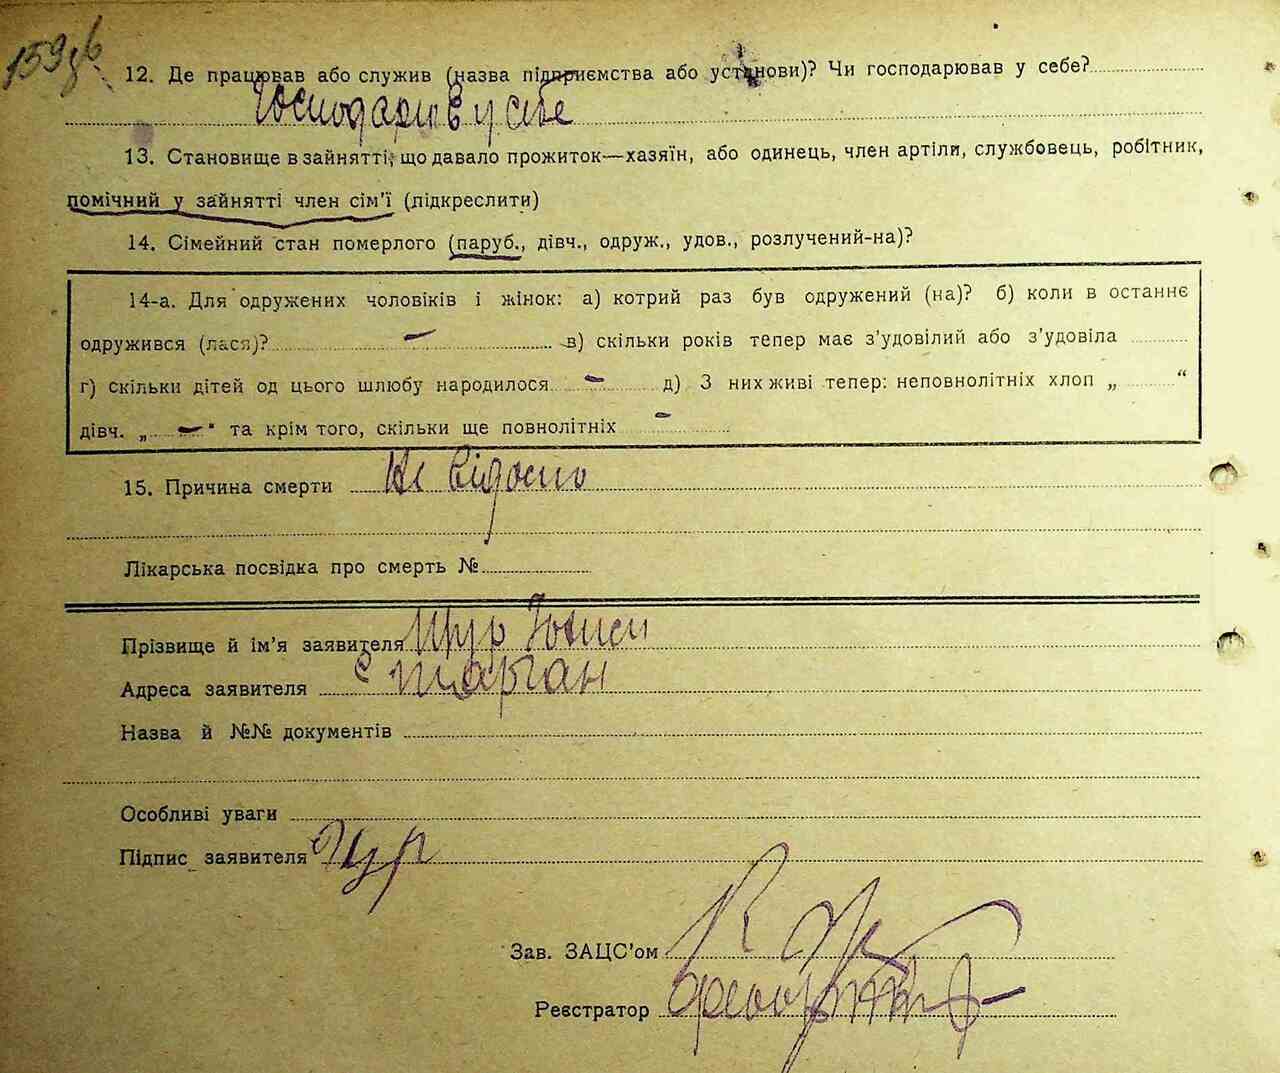 159зв
12. Де працював або служив (назва підприємства або установи)? Чи господарював у себе?
Господарив у себе
13. Становище в зайнятті, що давало прожиток—хазяїн, або одинець, член артілі, службовець, робітник,
помічний у зайнятті член сім'ї (підкреслити)
14. Сімейний стан померлого (паруб., дівч., одруж., удов., розлучений-на)?
14-а. Для одружених чоловіків і жінок: а) котрий раз був одружений (на)? б) коли в останнє
одружився (лася)? — в) скільки років тепер має з'удовілий або з'удовіла
г) скільки дітей од цього шлюбу народилося — д) З них живі тепер: неповнолітніх хлоп „ “
дівч. „ — " та крім того, скільки ще повнолітніх —
15. Причина смерти Не відомо
Лікарська посвідка про смерть №
Прізвище й ім'я заявителя Щур
Адреса заявителя с
Назва й №№ документів
Особливі уваги
Підпис заявителя Щур
Зав. ЗАЦС'ом
Реєстратор